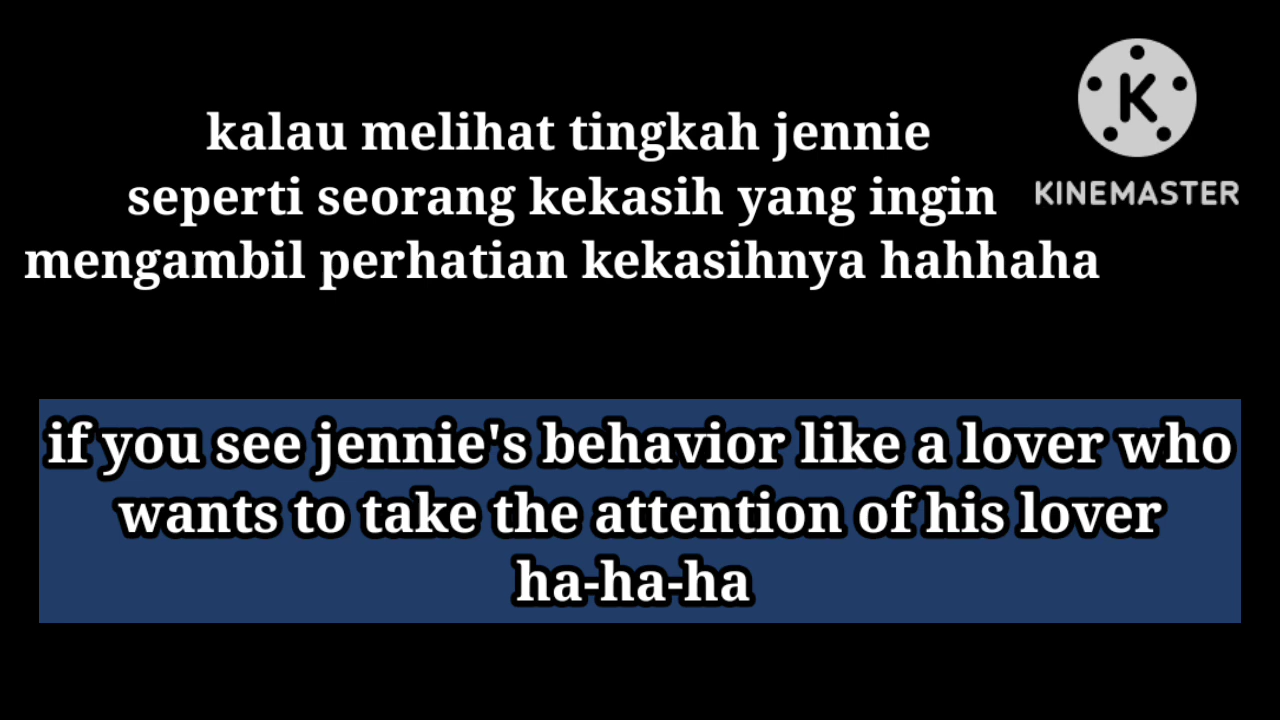 kalau melihat tingkah jennie
seperti seorang kekasih yang ingin
mengambil perhatian kekasihnya hahhaha
K
KINEMASTER
if you see jennie's behavior like a lover who
wants to take the attention of his lover
ha-ha-ha